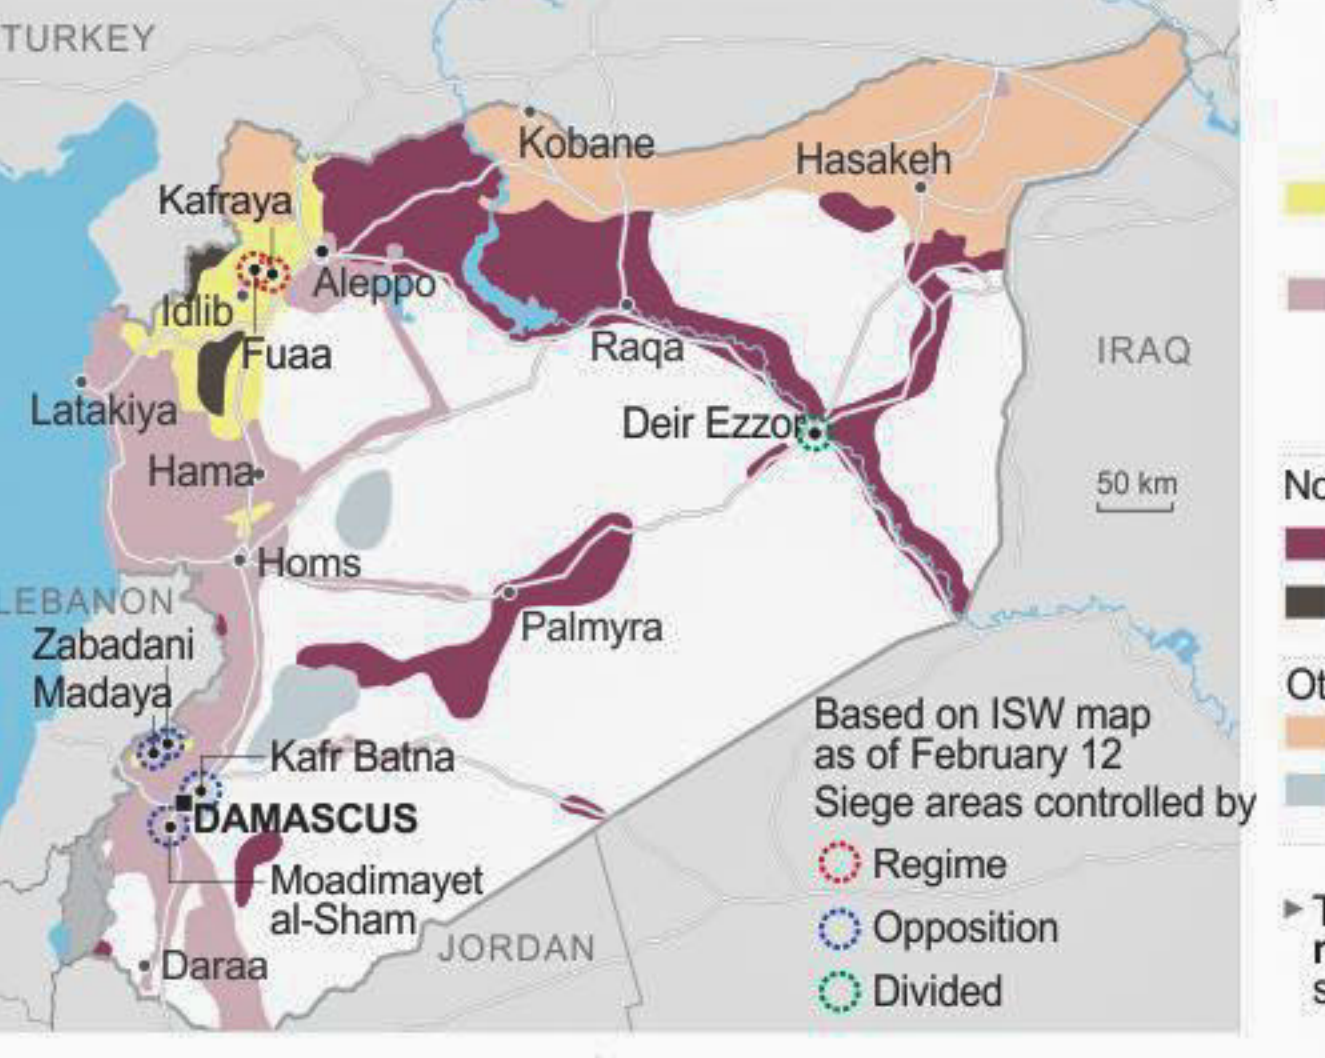 TURKEY
Kobane
Hasakeh
Kafraya
Aleppo
Idlib
Fuaa
Raqa
IRAQ
Latakiya
Deir Ezzor
Hama
50 km
Homs
LEBANON
Palmyra
Zabadani
Madaya
Kafr Batna
DAMASCUS
Moadimayet
al-Sham
JORDAN
Daraa
Based on ISW map
as of February 12
Siege areas controlled by
Regime
Opposition
Divided